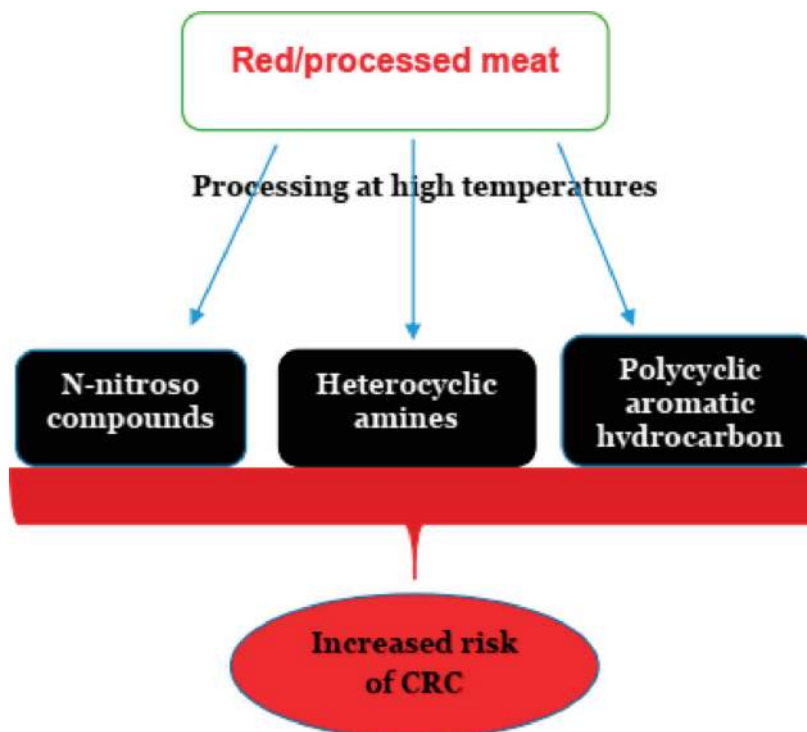 Red/processed meat
Processing at high temperatures
N-nitroso
compounds
Heterocyclic
amines
Polycyclic
aromatic
hydrocarbon
Increased risk
of CRC